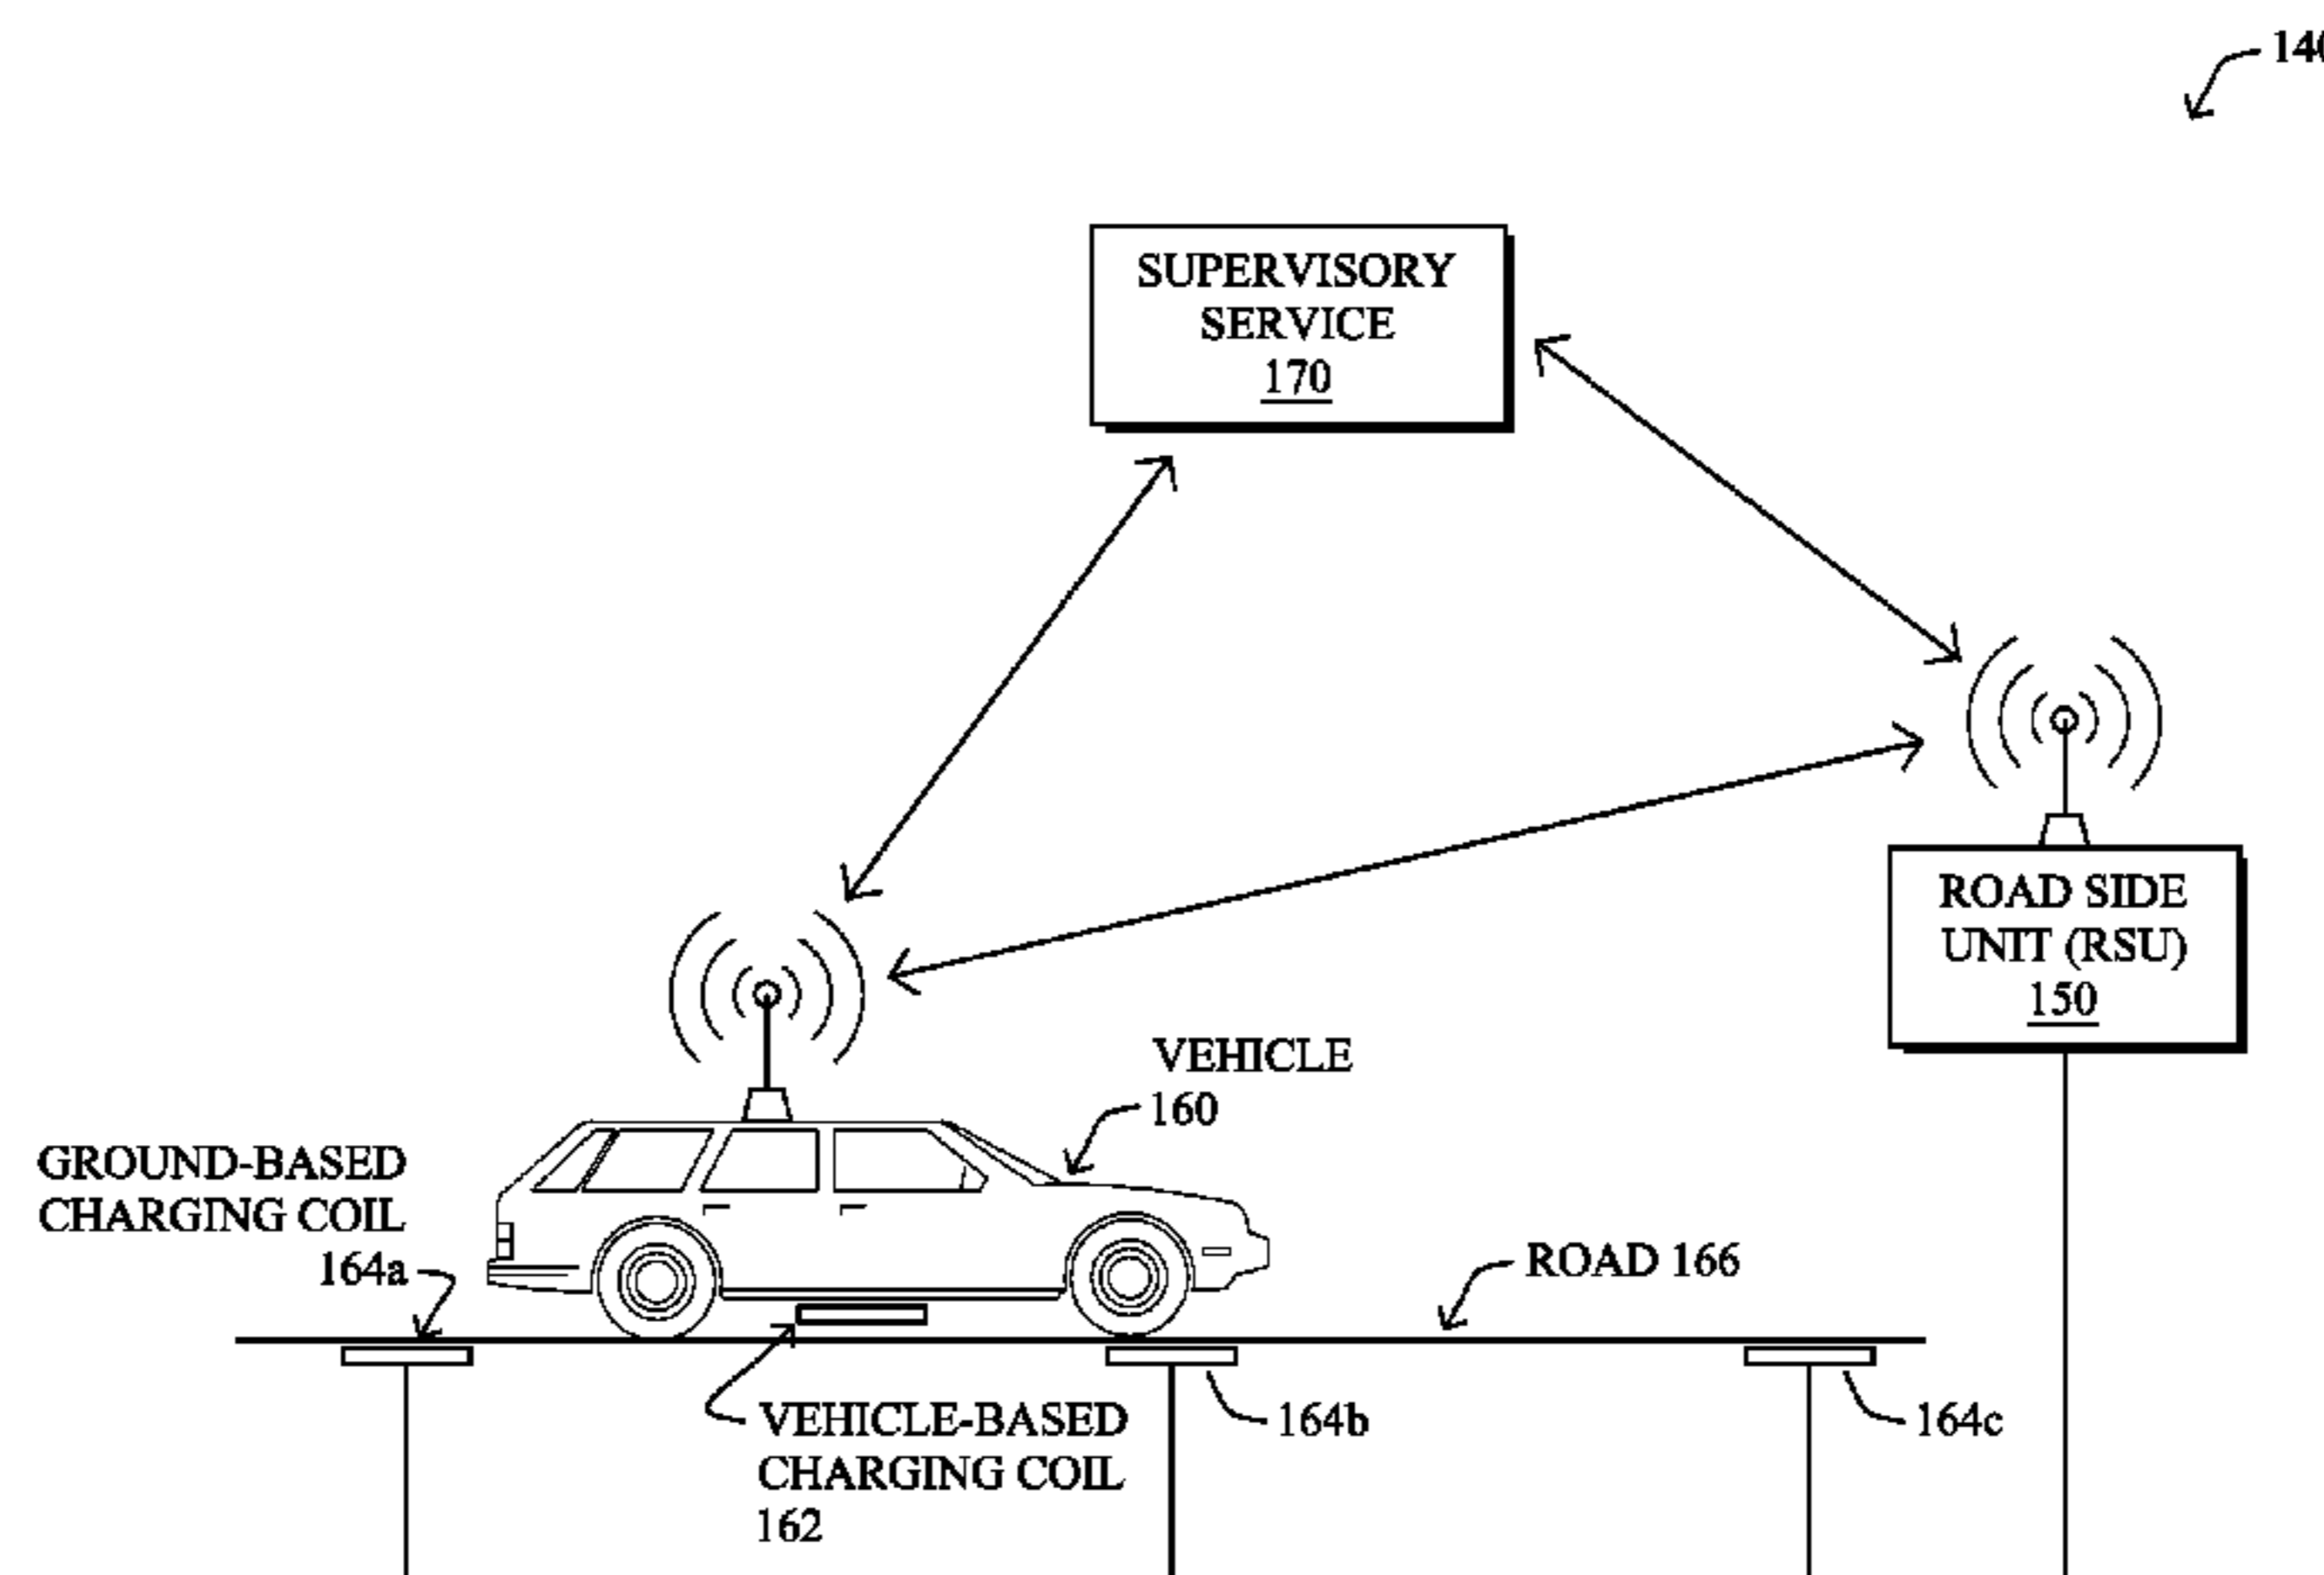 140
SUPERVISORY
SERVICE
170
ROAD SIDE
UNIT (RSU)
150
VEHICLE
160
GROUND-BASED
CHARGING COIL
164a
ROAD 166
VEHICLE-BASED
CHARGING COIL
162
164b
164c